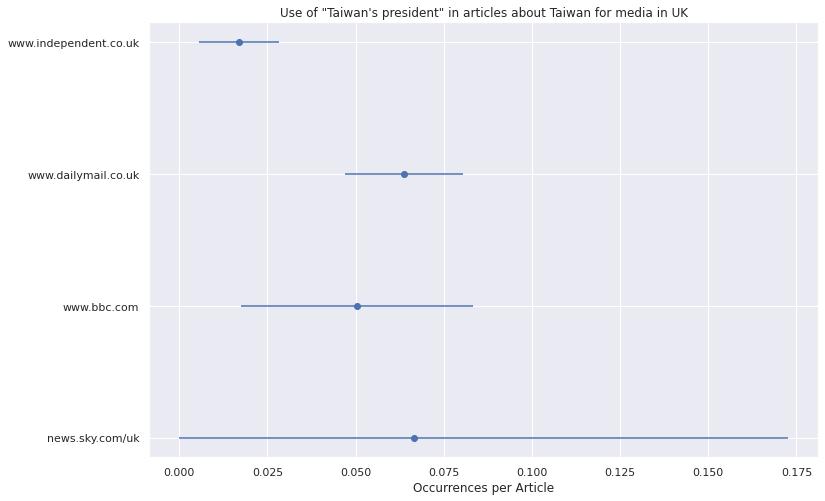 Use of "Taiwan's president" in articles about Taiwan for media in UK
www.independent.co.uk
www.dailymail.co.uk
www.bbc.com
news.sky.com/uk
0.000 0.025 0.050 0.075 0.100 0.125 0.150 0.175
Occurrences per Article